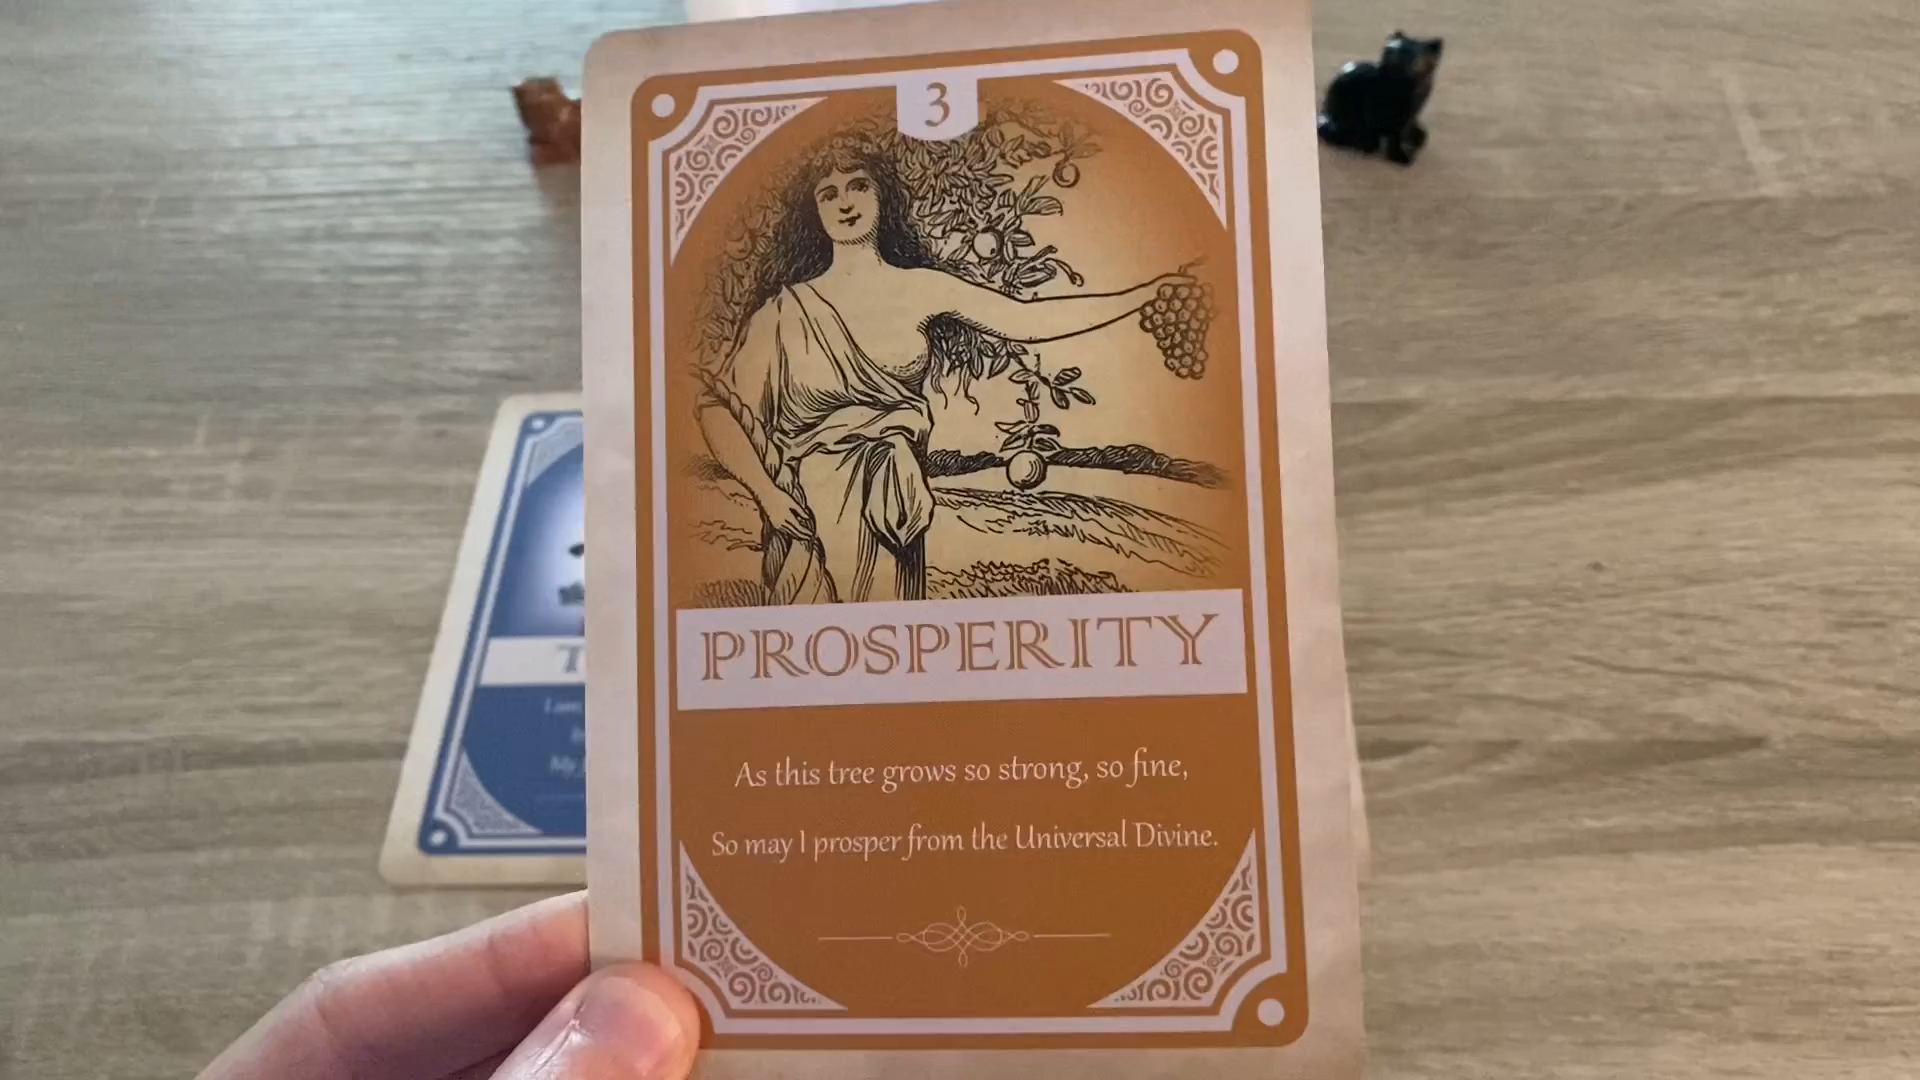 3
PROSPERITY
As this tree grows so strong, so fine,
So may I prosper from the Universal Divine.